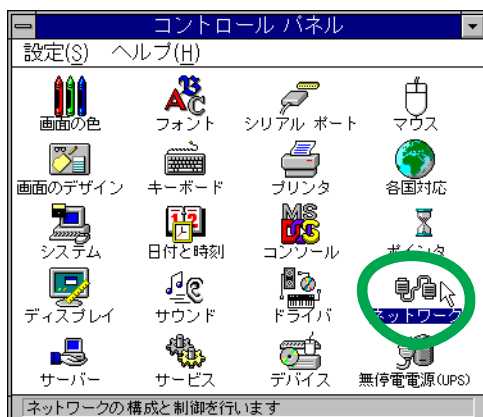 コントロール パネル
設定(S) ヘルプ(H)
画面の色 フォント シリアル ポート マウス
画面のデザイン キーボード プリンタ 各国対応
システム 日付と時刻 コンソール ポインタ
ディスプレイ サウンド ドライバ ネットワーク
サーバー サービス デバイス 無停電電源(UPS)
ネットワークの構成と制御を行います